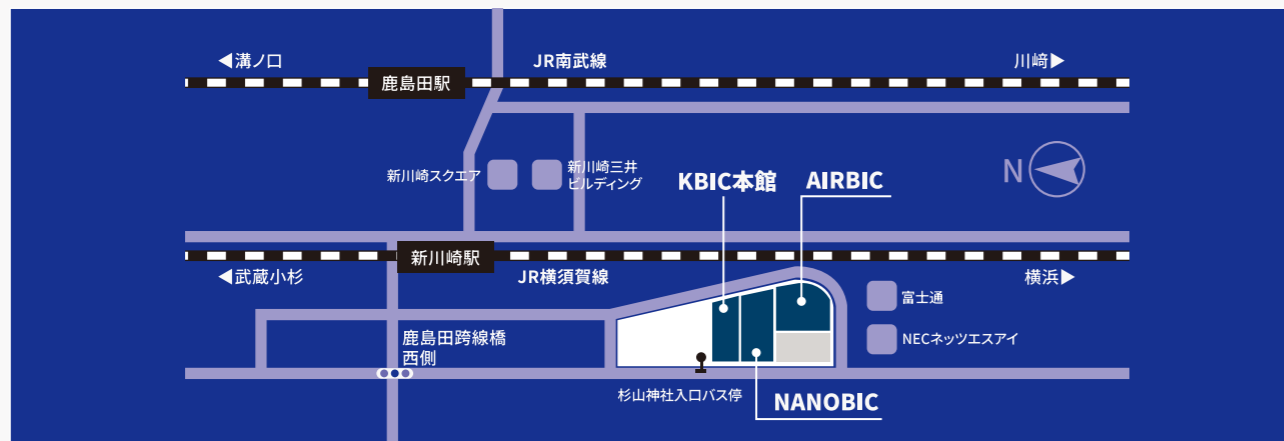 ◀溝ノ口
JR南武線
川﨑▶
鹿島田駅
新川崎スクエア
新川崎三井
ビルディング
KBIC本館
AIRBIC
N
新川崎駅
◀武蔵小杉
JR横須賀線
横浜▶
富士通
鹿島田跨線橋
西側
NECネッツエスアイ
杉山神社入口バス停
NANOBIC